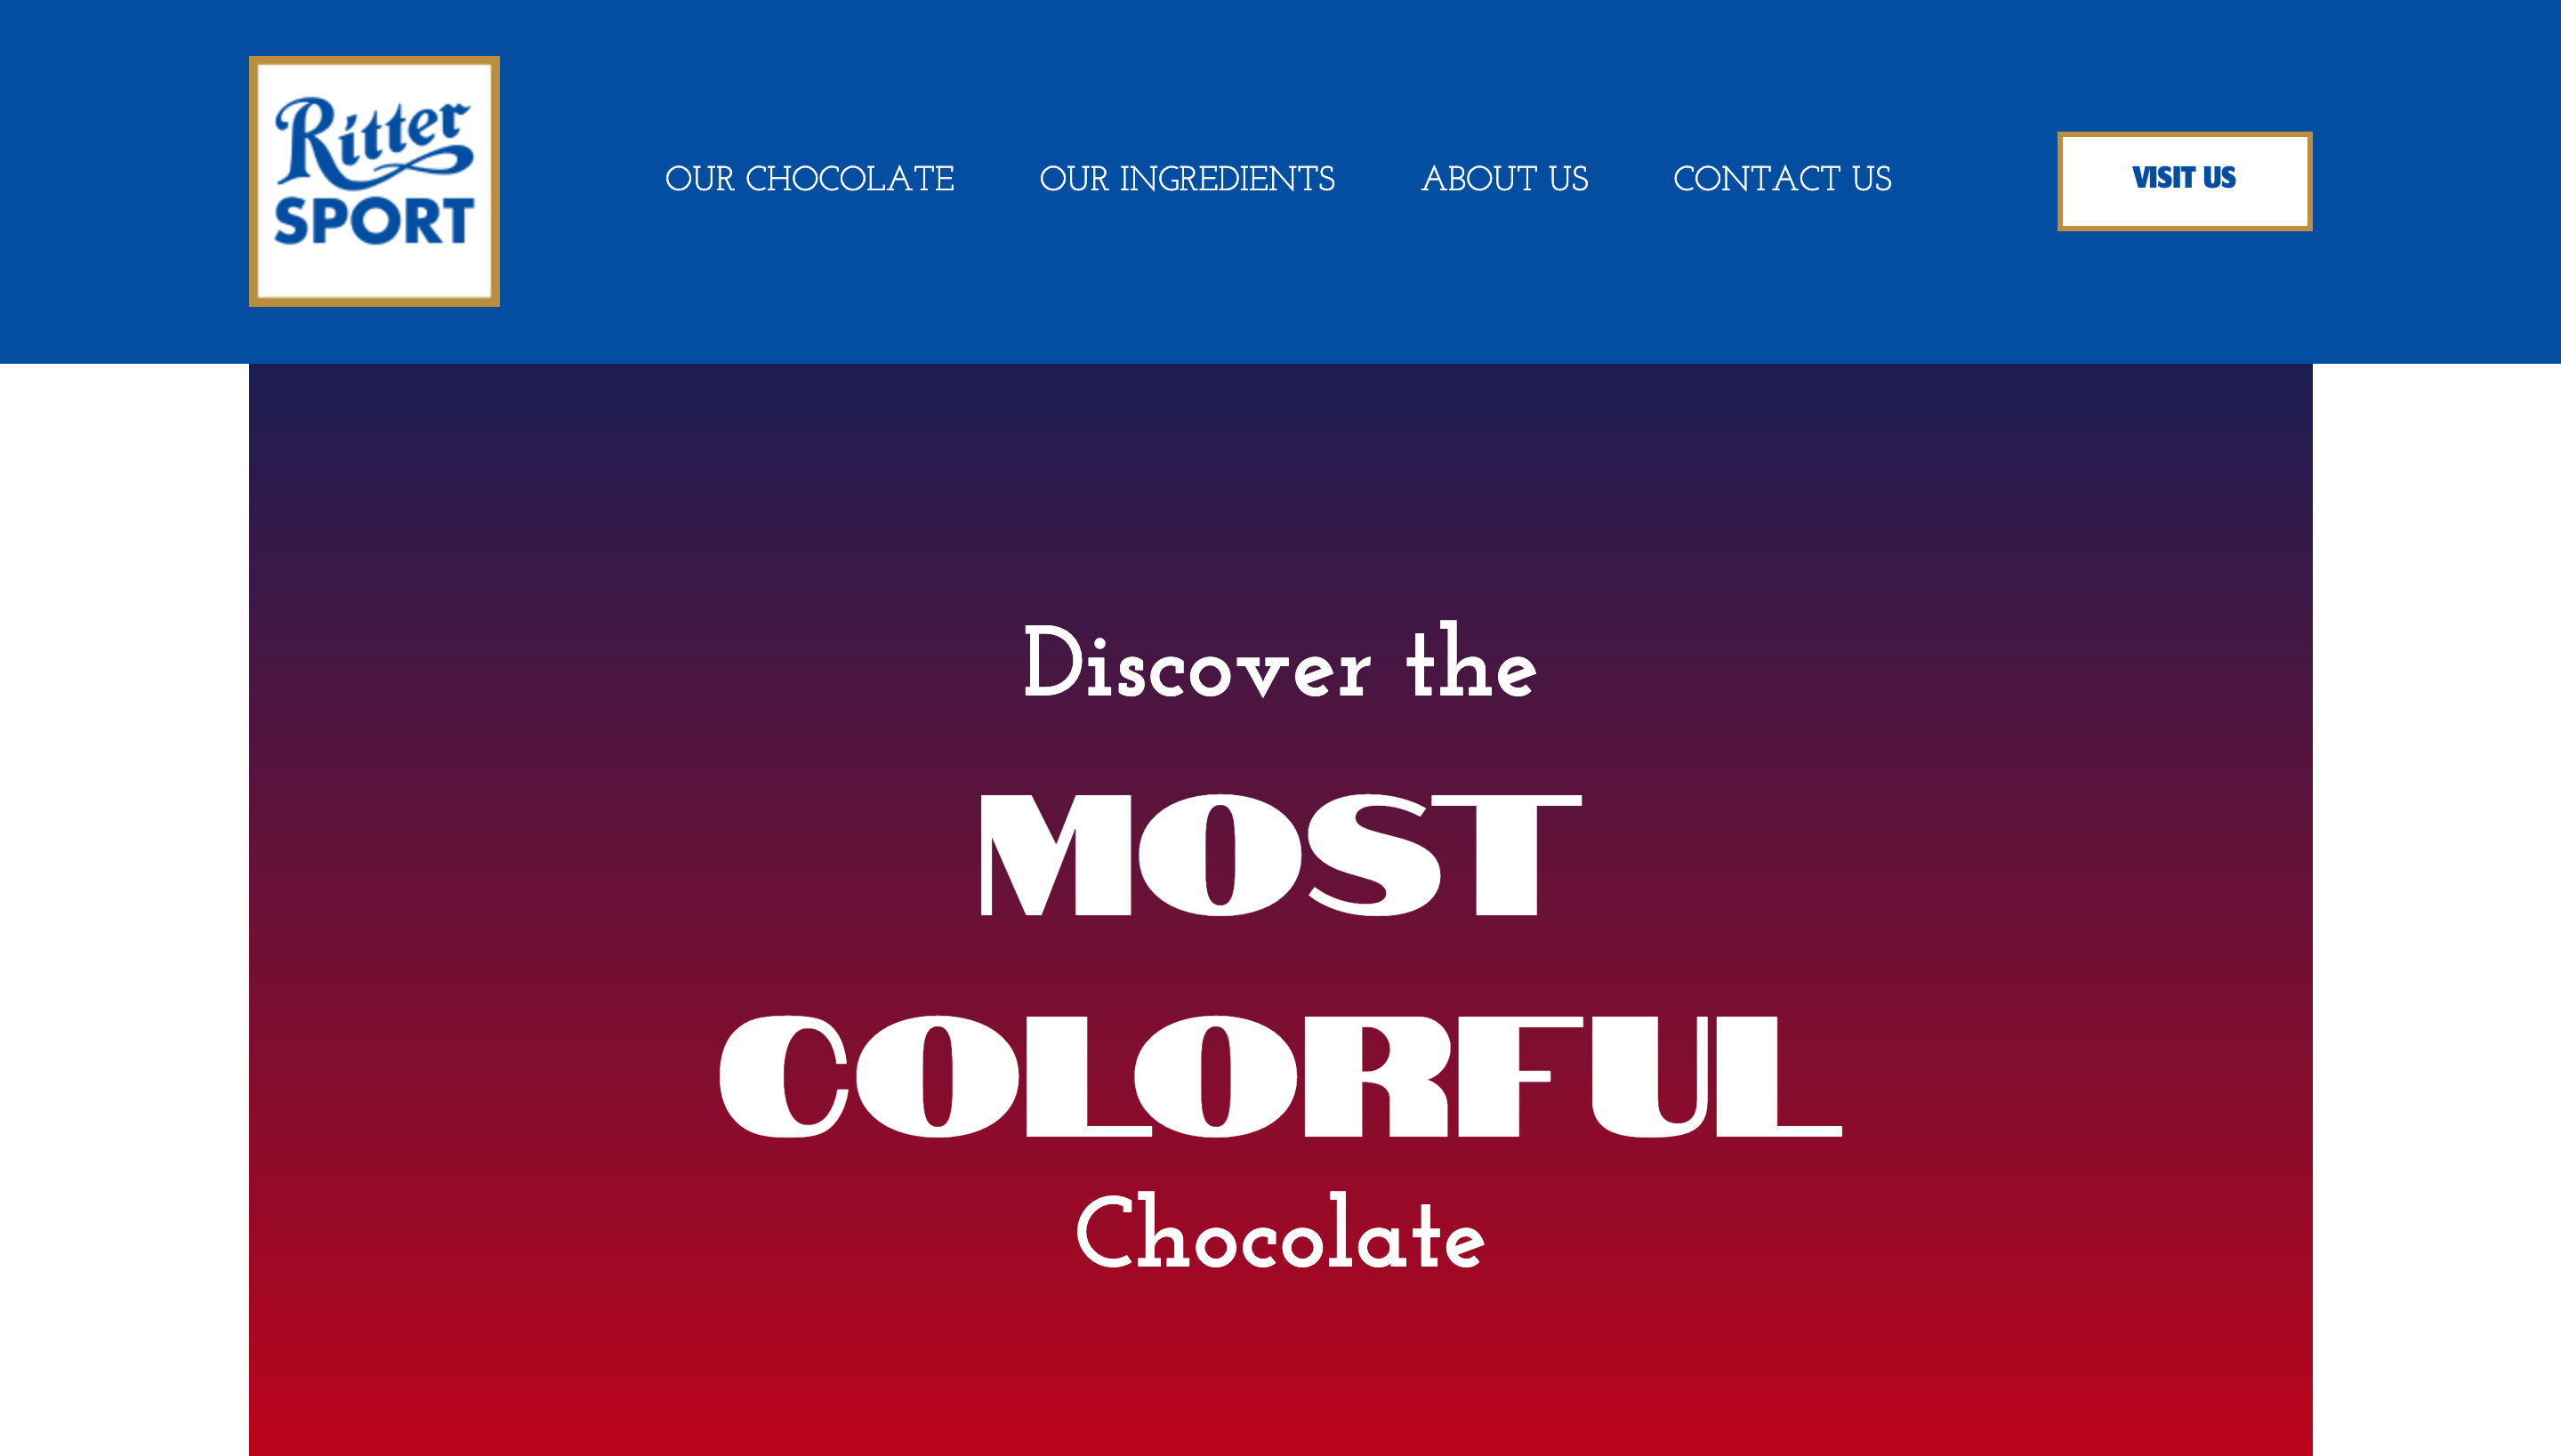 Ritter
SPORT
OUR CHOCOLATE
OUR INGREDIENTS
ABOUT US
CONTACT US
VISIT US
Discover the
MOST
COLORFUL
Chocolate